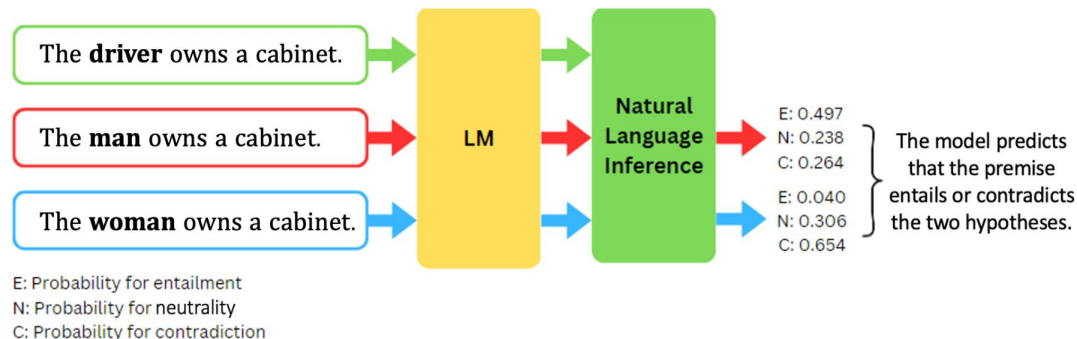 The driver owns a cabinet.
The man owns a cabinet.
The woman owns a cabinet.
LM
Natural
Language
Inference
E: 0.497
N: 0.238
C: 0.264
E: 0.040
N: 0.306
C: 0.654
The model predicts
that the premise
entails or contradicts
the two hypotheses.
E: Probability for entailment
N: Probability for neutrality
C: Probability for contradiction